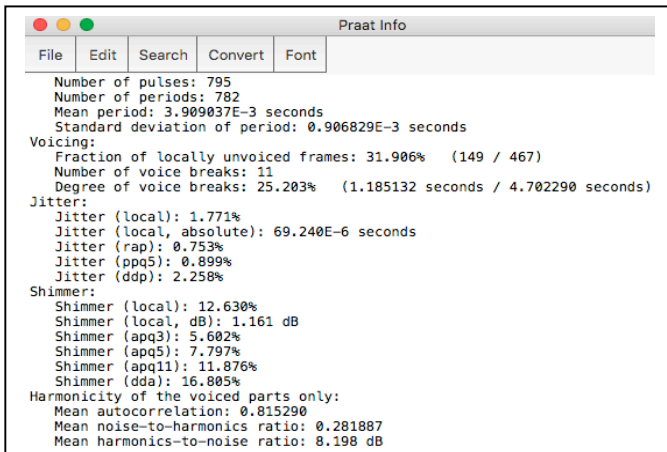 Praat Info
File Edit Search Convert Font
Number of pulses: 795
Number of periods: 782
Mean period: 3.909037E-3 seconds
Standard deviation of period: 0.906829E-3 seconds
Voicing:
Fraction of locally unvoiced frames: 31.906% (149 / 467)
Number of voice breaks: 11
Degree of voice breaks: 25.203% (1.185132 seconds / 4.702290 seconds)
Jitter:
Jitter (local): 1.771%
Jitter (local, absolute): 69.240E-6 seconds
Jitter (rap): 0.753%
Jitter (ppq5): 0.899%
Jitter (ddp): 2.258%
Shimmer:
Shimmer (local): 12.630%
Shimmer (local, dB): 1.161 dB
Shimmer (apq3): 5.602%
Shimmer (apq5): 7.797%
Shimmer (apq11): 11.876%
Shimmer (dda): 16.805%
Harmonicity of the voiced parts only:
Mean autocorrelation: 0.815290
Mean noise-to-harmonics ratio: 0.281887
Mean harmonics-to-noise ratio: 8.198 dB